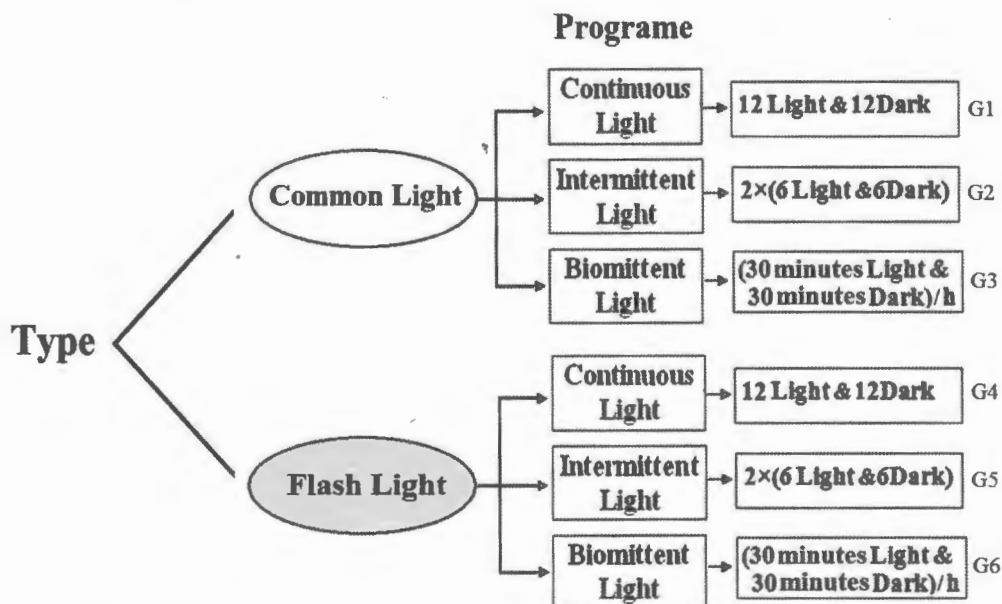 Programe
Continuous
Light
12 Light & 12Dark
G1
Common Light
Intermittent
Light
2×(6 Light &6Dark)
G2
Biomittent
Light
(30 minutes Light &
30 minutes Dark)/h
G3
Type
Continuous
Light
12 Light & 12Dark
G4
Flash Light
Intermittent
Light
2×(6 Light &6Dark)
G5
Biomittent
Light
(30 minutes Light &
30 minutes Dark)/h
G6